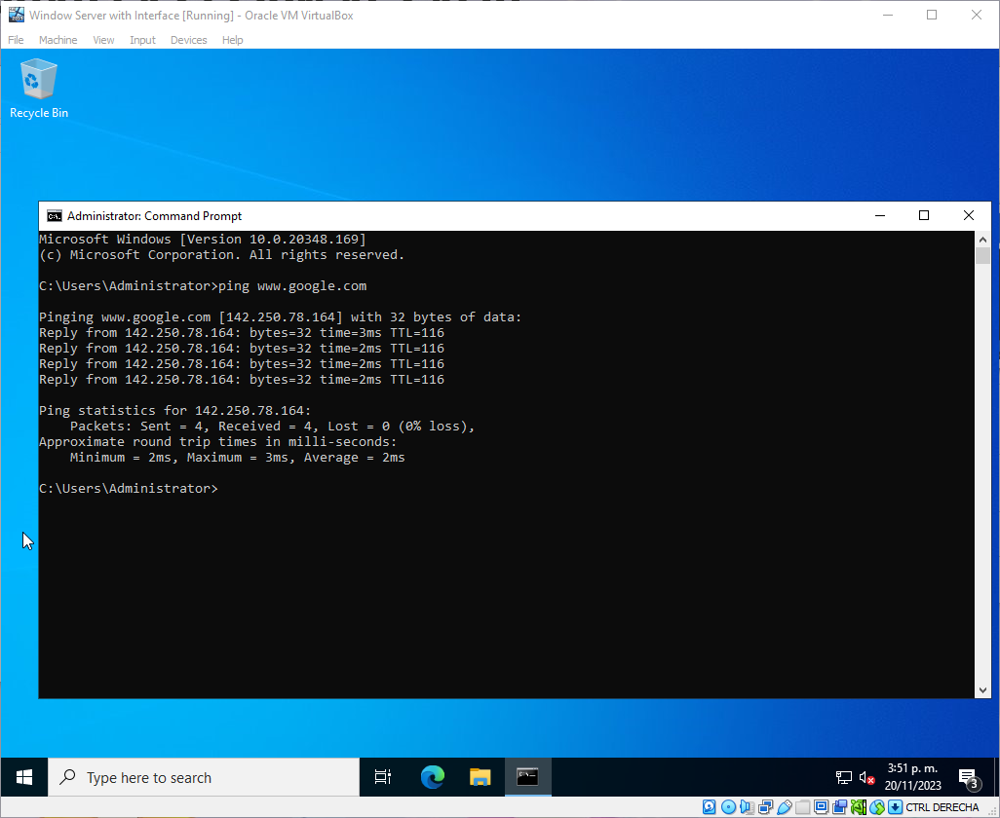 Window Server with Interface [Running] - Oracle VM VirtualBox
File Machine View Input Devices Help
Recycle Bin
Administrator: Command Prompt
Microsoft Windows [Version 10.0.20348.169]
(c) Microsoft Corporation. All rights reserved.
C:\Users\Administrator>ping www.google.com
Pinging www.google.com [142.250.78.164] with 32 bytes of data:
Reply from 142.250.78.164: bytes=32 time=3ms TTL=116
Reply from 142.250.78.164: bytes=32 time=2ms TTL=116
Reply from 142.250.78.164: bytes=32 time=2ms TTL=116
Reply from 142.250.78.164: bytes=32 time=2ms TTL=116
Ping statistics for 142.250.78.164:
Packets: Sent = 4, Received = 4, Lost = 0 (0% loss),
Approximate round trip times in milli-seconds:
Minimum = 2ms, Maximum = 3ms, Average = 2ms
C:\Users\Administrator>
Type here to search
3:51 p. m.
20/11/2023
3
CTRL DERECHA